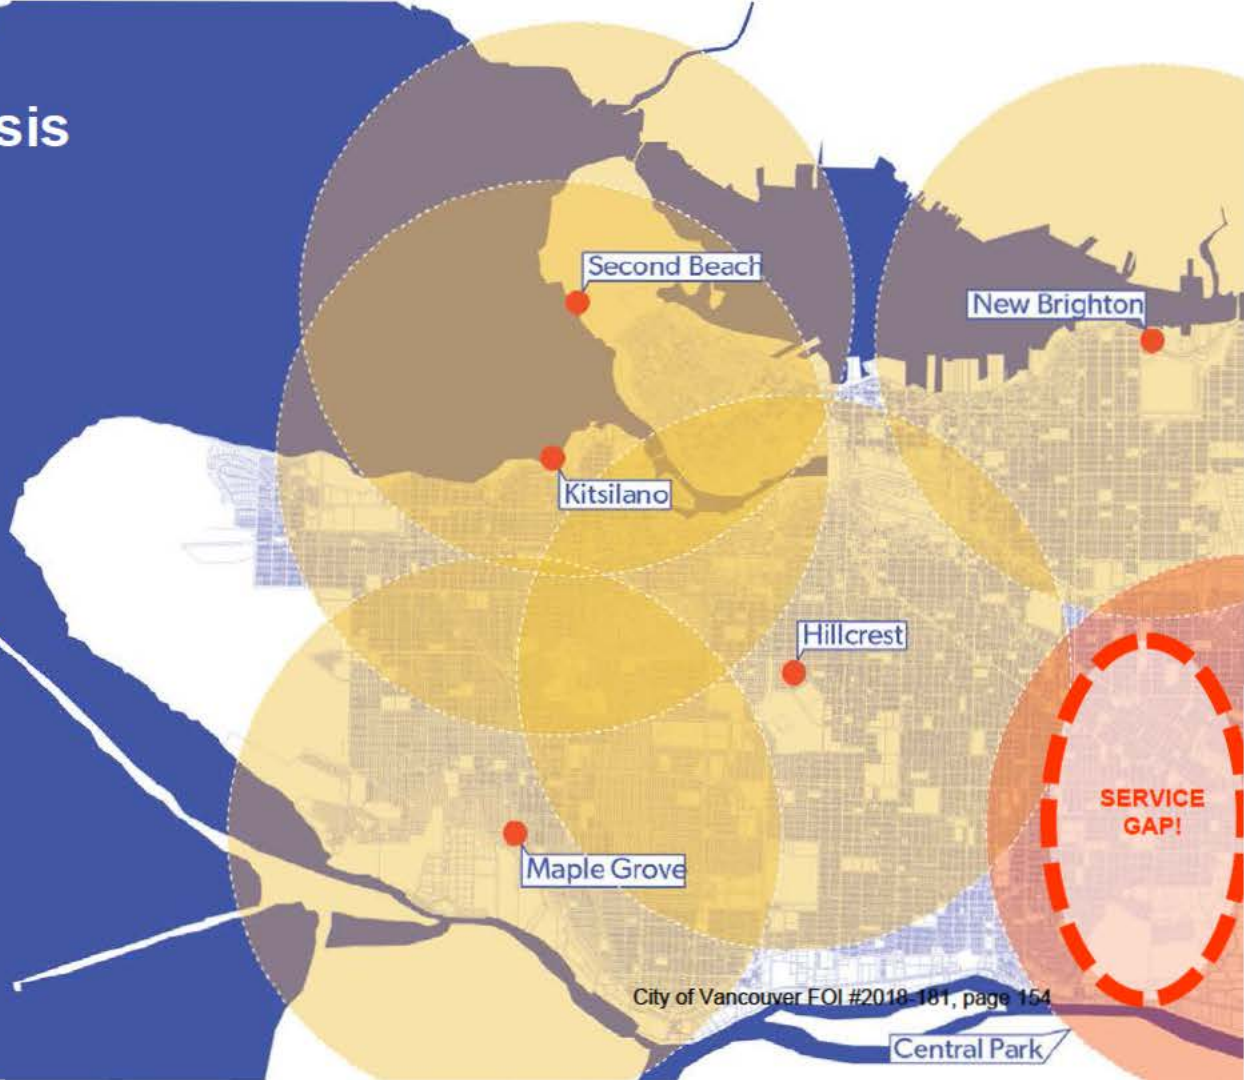 sis
Second Beach
New Brighton
Kitsilano
Hillcrest
SERVICE
GAP!
Maple Grove
City of Vancouver FOI #2018-181, page 154
Central Park